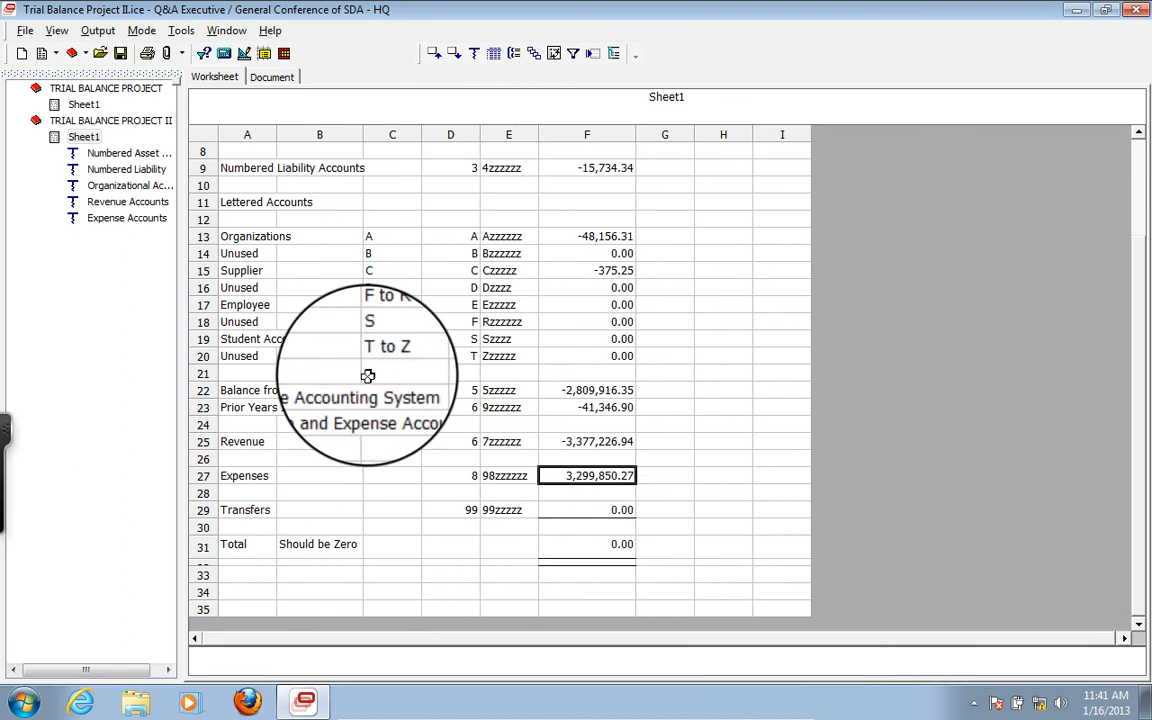 Trial Balance Project II.ice - Q&A Executive / General Conference of SDA - HQ
File View Output Mode Tools Window Help
Worksheet Document
TRIAL BALANCE PROJECT
Sheet1
TRIAL BALANCE PROJECT II
Sheet1
Numbered Asset ...
Numbered Liability
Organizational Ac...
Revenue Accounts
Expense Accounts
Sheet1
A B C D E F G H I
8
9 Numbered Liability Accounts 3 4zzzzzz -15,734.34
10
11 Lettered Accounts
12
13 Organizations A A Azzzzzz -48,156.31
14 Unused B B Bzzzzzz 0.00
15 Supplier C C Czzzzz -375.25
16 Unused D Dzzzz 0.00
17 Employee E Ezzzzz 0.00
18 Unused F to R F Rzzzzzz 0.00
19 Student Acc S S Szzzz 0.00
20 Unused T to Z T Zzzzzz 0.00
21
22 Balance fro e Accounting System 5 5zzzzz -2,809,916.35
23 Prior Years and Expense Acco 6 9zzzzzz -41,346.90
24
25 Revenue 6 7zzzzzz -3,377,226.94
26
27 Expenses 8 98zzzzzz 3,299,850.27
28
29 Transfers 99 99zzzzz 0.00
30
31 Total Should be Zero 0.00
33
34
35
11:41 AM
1/16/2013